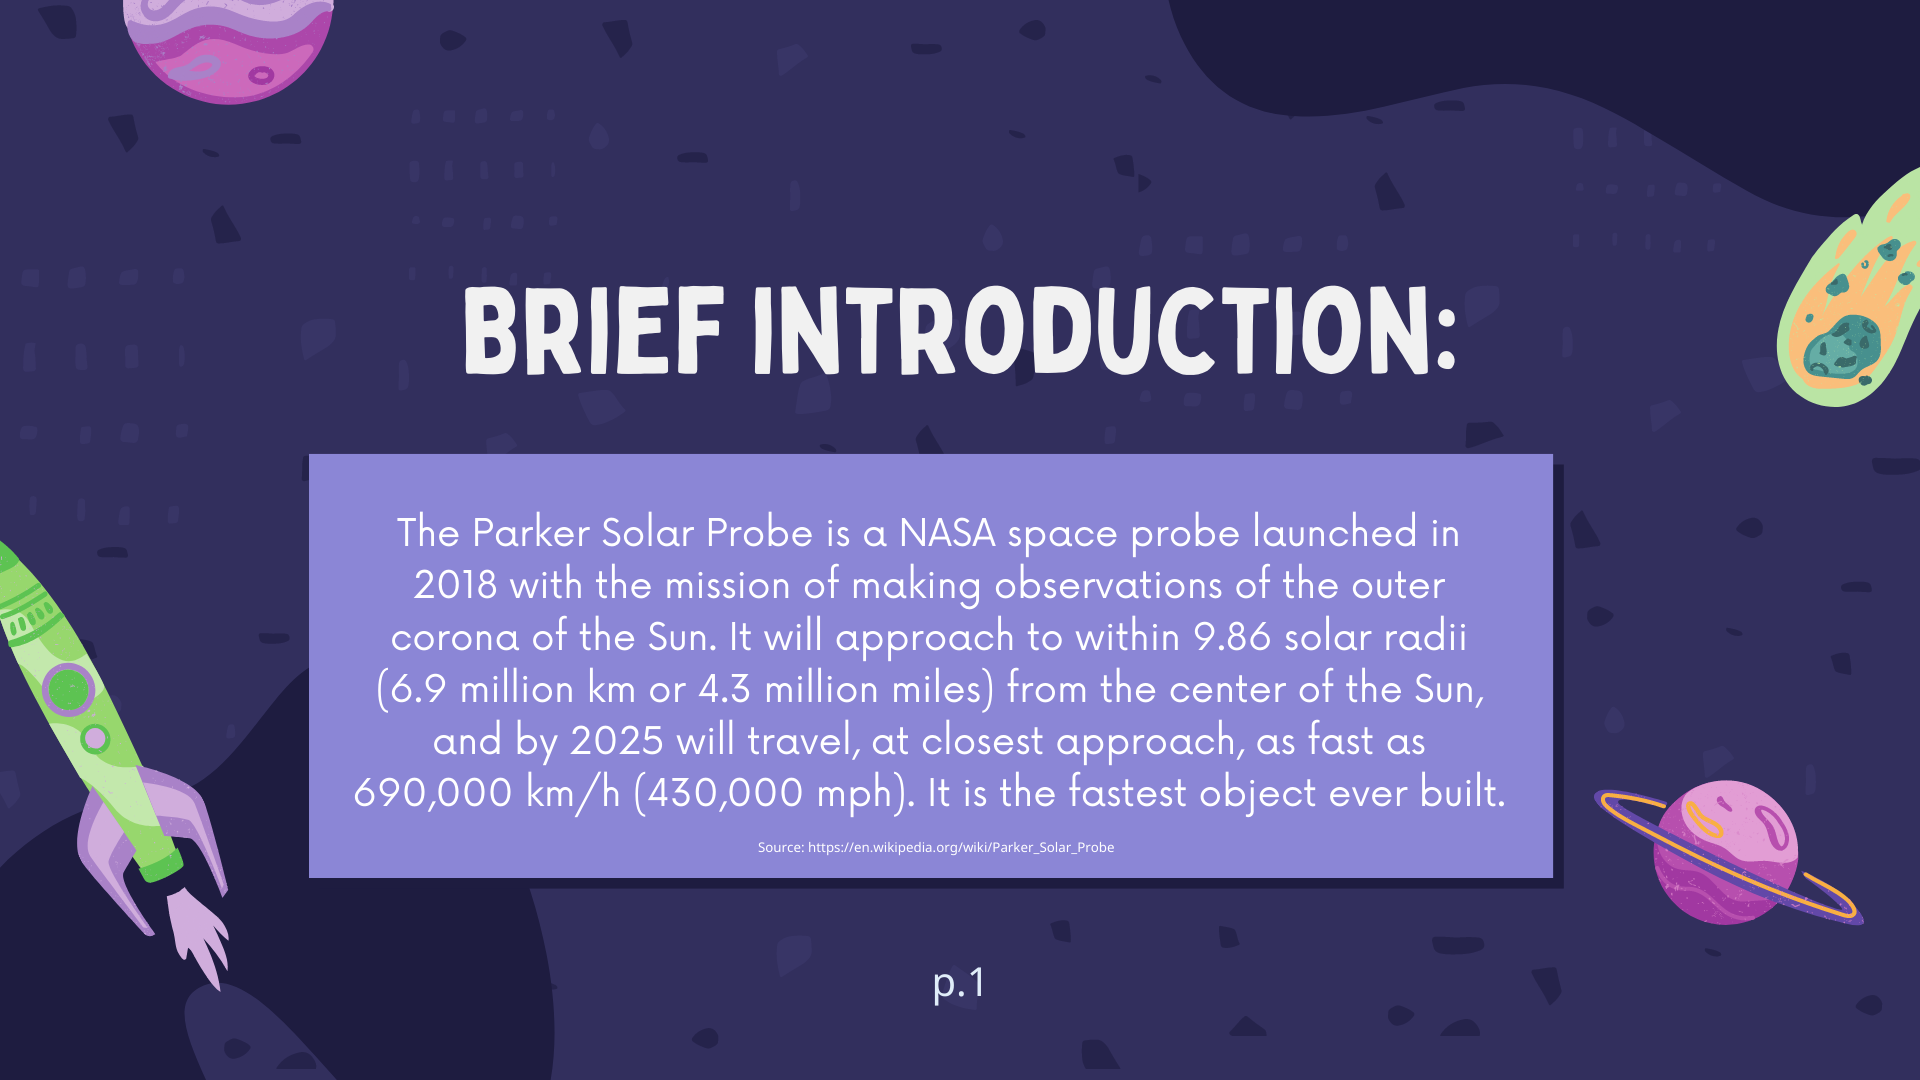 BRIEF INTRODUCTION:
The Parker Solar Probe is a NASA space probe launched in
2018 with the mission of making observations of the outer
corona of the Sun. It will approach to within 9.86 solar radii
(6.9 million km or 4.3 million miles) from the center of the Sun,
and by 2025 will travel, at closest approach, as fast as
690,000 km/h (430,000 mph). It is the fastest object ever built.
Source: https://en.wikipedia.org/wiki/Parker_Solar_Probe
p.1